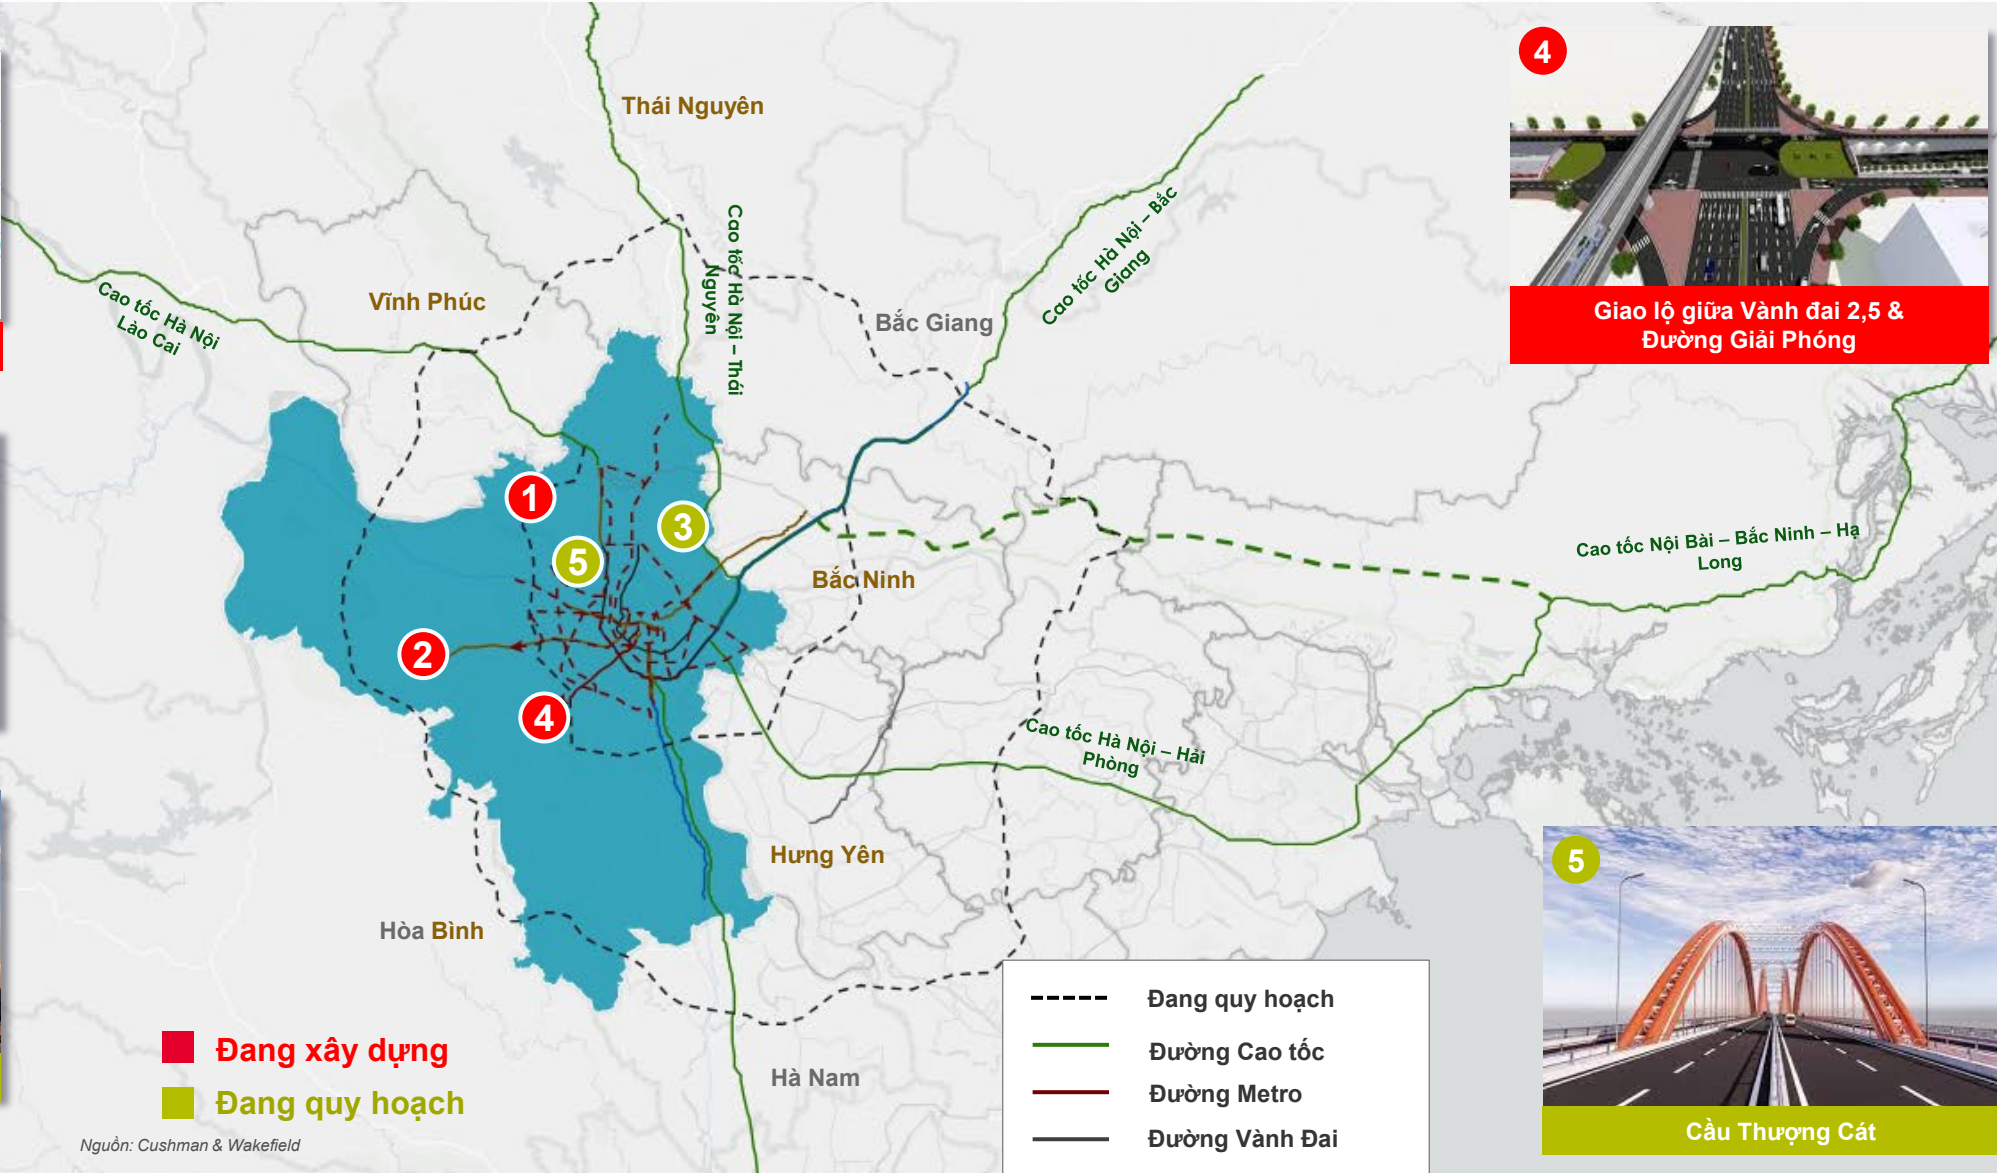 4
Giao lộ giữa Vành đai 2,5 &
Đường Giải Phóng
Thái Nguyên
Cao tốc Hà Nội – Thái
Nguyên
Cao tốc Hà Nội – Bắc
Giang
Vĩnh Phúc
Cao tốc Hà Nội
Lào Cai
Bắc Giang
1
3
5
Cao tốc Nội Bài – Bắc Ninh – Hạ
Long
Bắc Ninh
2
4
Cao tốc Hà Nội – Hải
Phòng
Hưng Yên
5
Cầu Thượng Cát
Hòa Bình
Hà Nam
Đang xây dựng
Đang quy hoạch
Đang quy hoạch
Đường Cao tốc
Đường Metro
Đường Vành Đai
Nguồn: Cushman & Wakefield